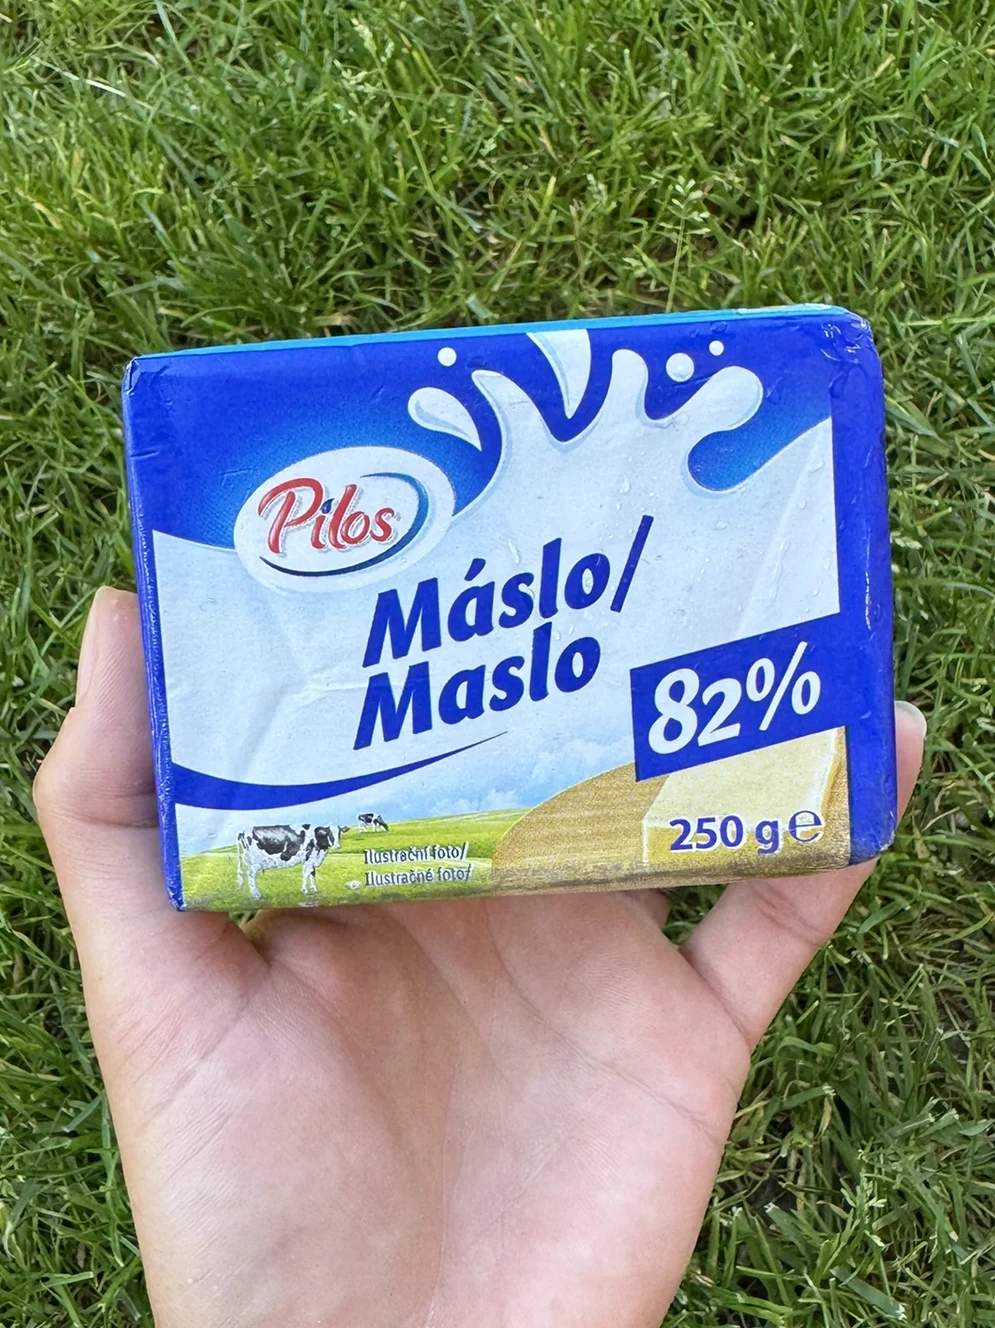 Pilos
Máslo/
Maslo
82%
250 g e
Ilustrační foto/
Ilustračné foto/